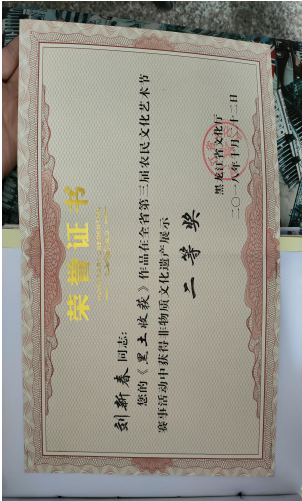 荣誉证书
刘新春同志:
您的《黑土收获》作品在全省第三届农民文化艺术节
赛事活动中获得非物质文化遗产展示
二等奖
黑龙江省文化厅
二〇一八年十月二十二日